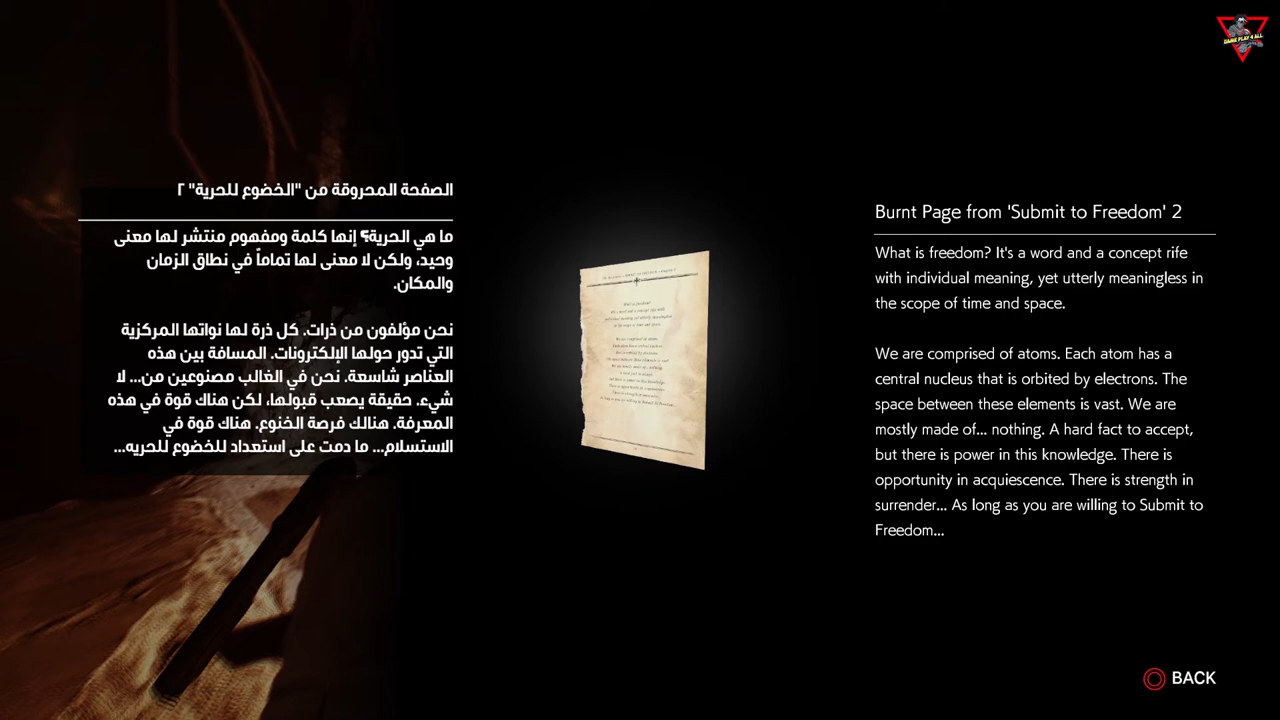 GAME PLAY 4 ALL
الصفحة المحروقة من "الخضوع للحرية" ٢
ما هي الحرية؟ إنها كلمة ومفهوم منتشر لها معنى
وحيد، ولكن لا معنى لها تماماً في نطاق الزمان
والمكان.
نحن مؤلفون من ذرات. كل ذرة لها نواتها المركزية
التي تدور حولها الإلكترونات. المسافة بين هذه
العناصر شاسعة. نحن في الغالب مصنوعين من... لا
شيء. حقيقة يصعب قبولها، لكن هناك قوة في هذه
المعرفة. هنالك فرصة الخنوع. هناك قوة في
الاستسلام... ما دمت على استعداد للخضوع للحريه...
Burnt Page from 'Submit to Freedom' 2
What is freedom? It's a word and a concept rife
with individual meaning, yet utterly meaningless in
the scope of time and space.
We are comprised of atoms. Each atom has a
central nucleus that is orbited by electrons. The
space between these elements is vast. We are
mostly made of... nothing. A hard fact to accept,
but there is power in this knowledge. There is
opportunity in acquiescence. There is strength in
surrender... As long as you are willing to Submit to
Freedom...
BACK